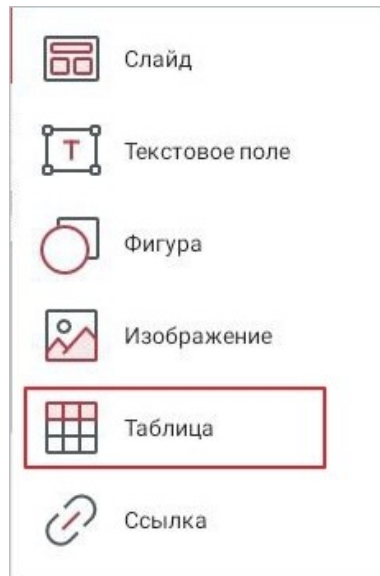 Слайд
Текстовое поле
Фигура
Изображение
Таблица
Ссылка